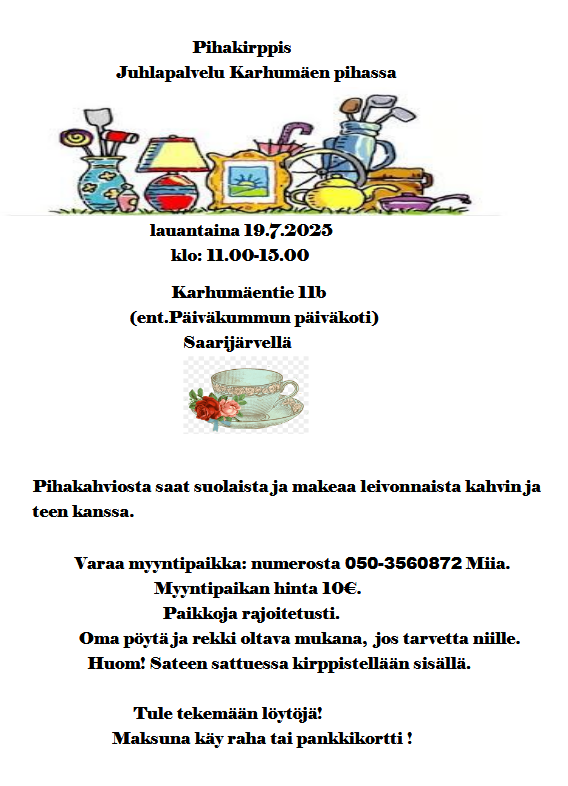 Pihakirppis
Juhlapalvelu Karhumäen pihassa
lauantaina 19.7.2025
klo: 11.00-15.00
Karhumäentie 11b
(ent.Päiväkummun päiväkoti)
Saarijärvellä
Pihakahviosta saat suolaista ja makeaa leivonnaista kahvin ja
teen kanssa.
Varaa myyntipaikka: numerosta 050-3560872 Miia.
Myyntipaikan hinta 10€.
Paikkoja rajoitetusti.
Oma pöytä ja rekki oltava mukana, jos tarvetta niille.
Huom! Sateen sattuessa kirppistellään sisällä.
Tule tekemään löytöjä!
Maksuna käy raha tai pankkikortti !